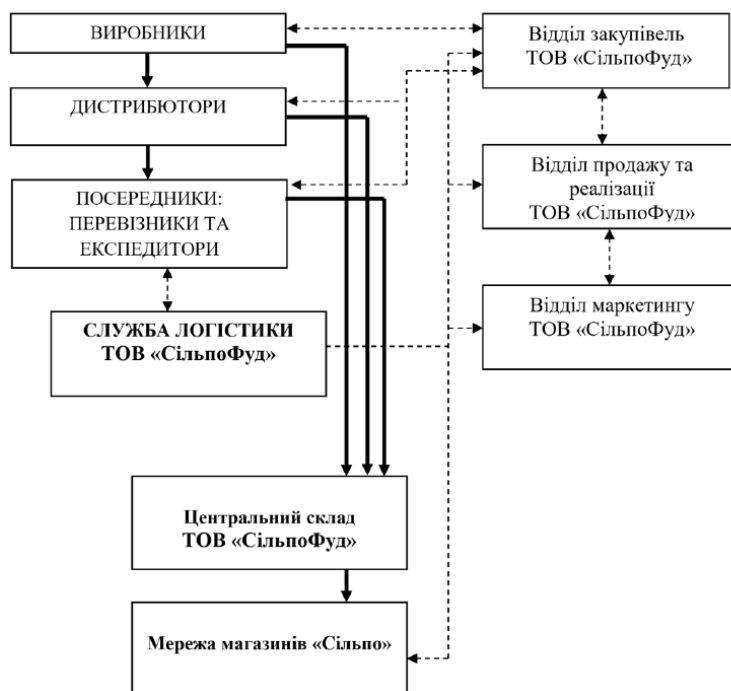 ВИРОБНИКИ
ДИСТРИБЮТОРИ
ПОСЕРЕДНИКИ:
ПЕРЕВІЗНИКИ ТА
ЕКСПЕДИТОРИ
СЛУЖБА ЛОГІСТИКИ
ТОВ «СільпоФуд»
Відділ закупівель
ТОВ «СільпоФуд»
Відділ продажу та
реалізації
ТОВ «СільпоФуд»
Відділ маркетингу
ТОВ «СільпоФуд»
Центральний склад
ТОВ «СільпоФуд»
Мережа магазинів «Сільпо»